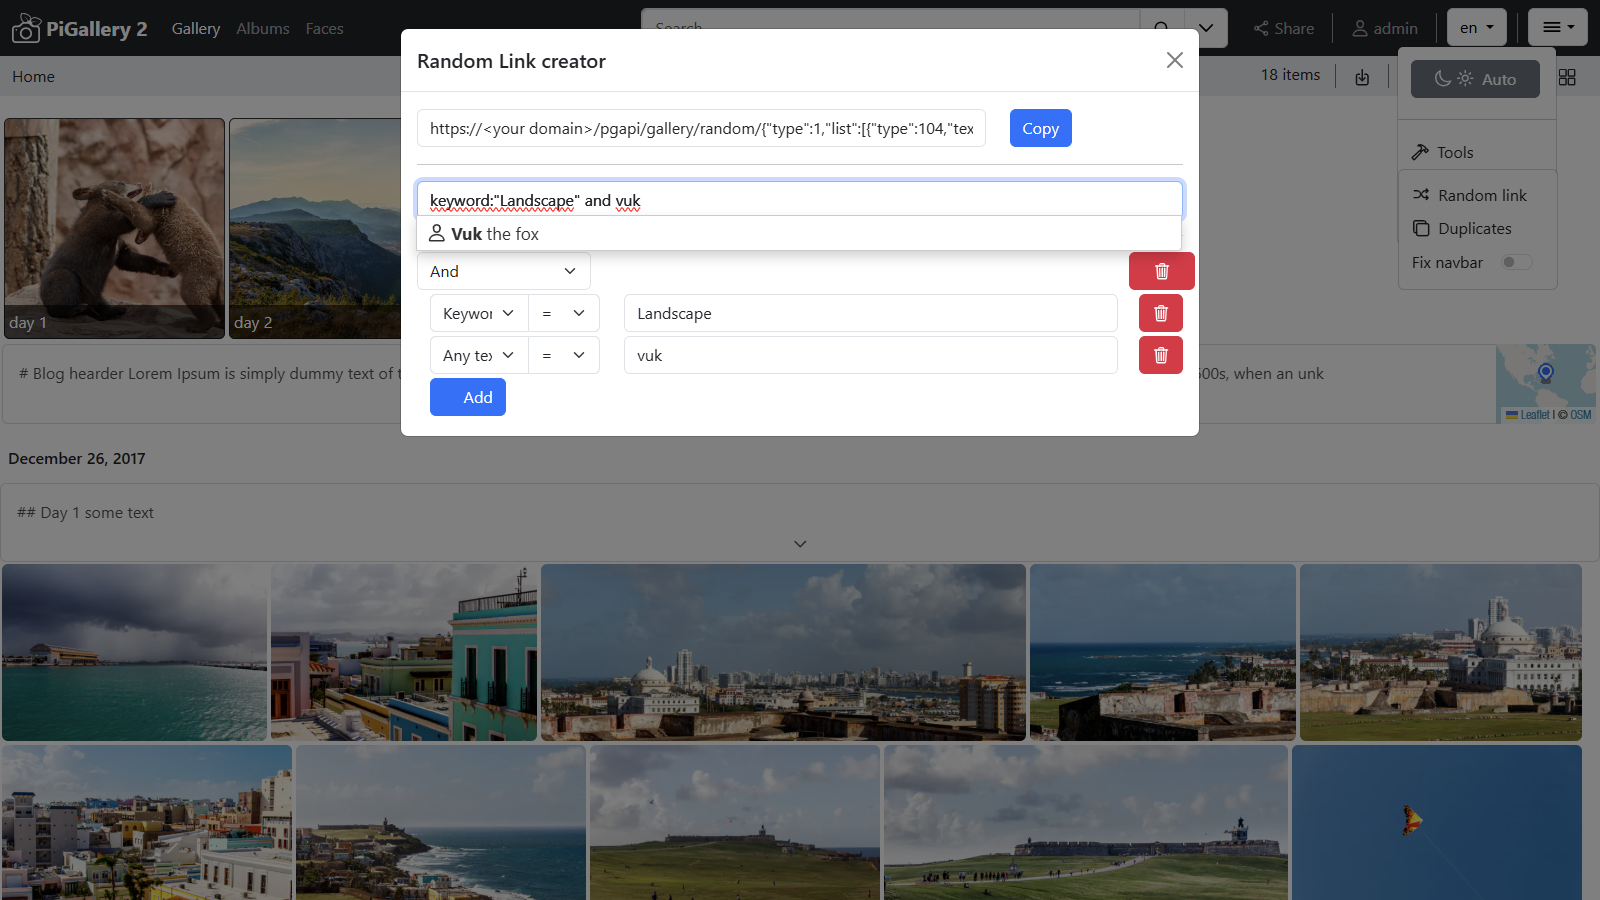 PiGallery 2
Gallery
Albums
Faces
Search
Share
admin
en
Home
18 items
Auto
Tools
Random link
Duplicates
Fix navbar
Random Link creator
https://<your domain>/pgapi/gallery/random/{"type":1,"list":[{"type":104,"tex
Copy
keyword:"Landscape" and vuk
Vuk the fox
And
Keywor
=
Landscape
Any tex
=
vuk
Add
day 1
day 2
# Blog hearder Lorem Ipsum is simply dummy text of t
500s, when an unk
Leaflet | © OSM
December 26, 2017
## Day 1 some text